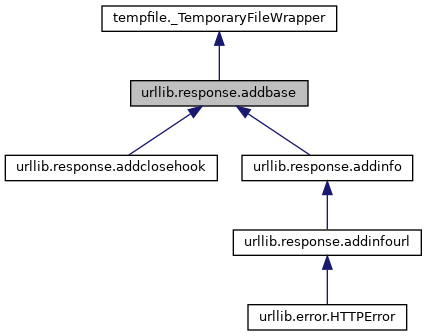 tempfile._TemporaryFileWrapper
urllib.response.addbase
urllib.response.addclosehook
urllib.response.addinfo
urllib.response.addinfourl
urllib.error.HTTPError